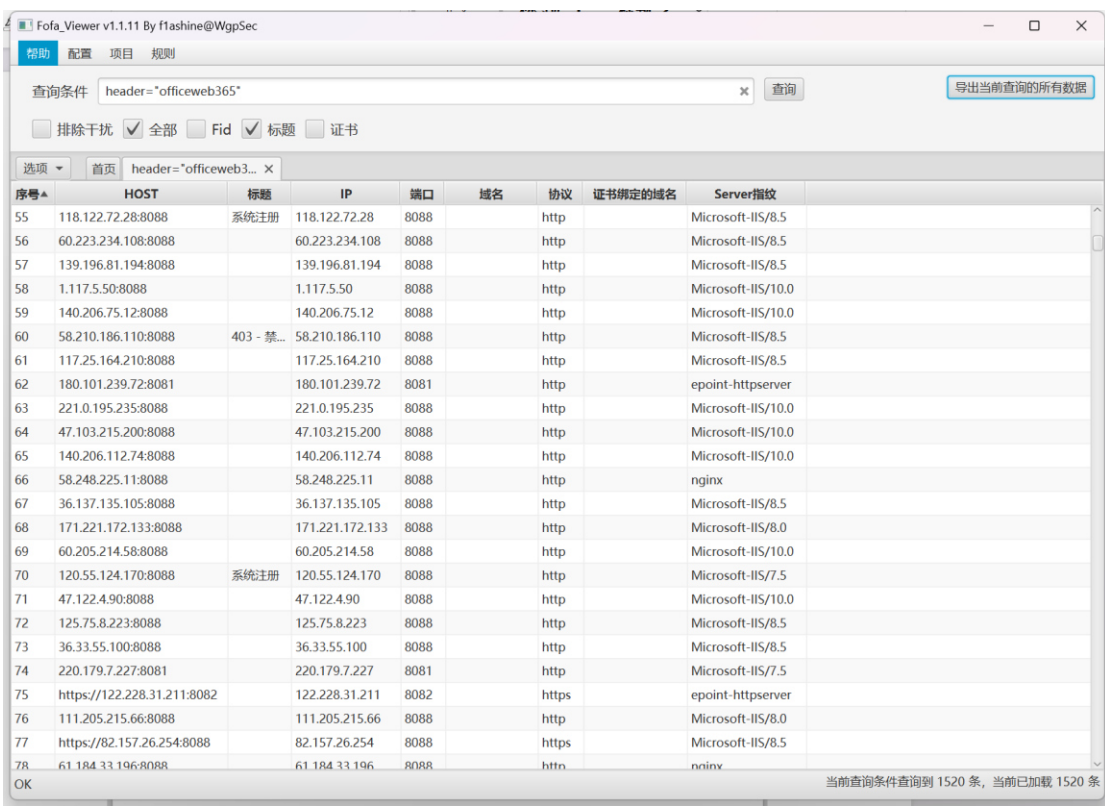 Fofa_Viewer v1.1.11 By f1ashine@WgpSec
帮助 配置 项目 规则
查询条件 header="officeweb365" 查询 导出当前查询的所有数据
排除干扰 全部 Fid 标题 证书
选项 首页 header="officeweb3...
序号 HOST 标题 IP 端口 域名 协议 证书绑定的域名 Server指纹
55 118.122.72.28:8088 系统注册 118.122.72.28 8088 http Microsoft-IIS/8.5
56 60.223.234.108:8088 60.223.234.108 8088 http Microsoft-IIS/8.5
57 139.196.81.194:8088 139.196.81.194 8088 http Microsoft-IIS/8.5
58 1.117.5.50:8088 1.117.5.50 8088 http Microsoft-IIS/10.0
59 140.206.75.12:8088 140.206.75.12 8088 http Microsoft-IIS/10.0
60 58.210.186.110:8088 403 - 禁... 58.210.186.110 8088 http Microsoft-IIS/8.5
61 117.25.164.210:8088 117.25.164.210 8088 http Microsoft-IIS/8.5
62 180.101.239.72:8081 180.101.239.72 8081 http epoint-httpserver
63 221.0.195.235:8088 221.0.195.235 8088 http Microsoft-IIS/10.0
64 47.103.215.200:8088 47.103.215.200 8088 http Microsoft-IIS/10.0
65 140.206.112.74:8088 140.206.112.74 8088 http Microsoft-IIS/10.0
66 58.248.225.11:8088 58.248.225.11 8088 http nginx
67 36.137.135.105:8088 36.137.135.105 8088 http Microsoft-IIS/8.5
68 171.221.172.133:8088 171.221.172.133 8088 http Microsoft-IIS/8.0
69 60.205.214.58:8088 60.205.214.58 8088 http Microsoft-IIS/10.0
70 120.55.124.170:8088 系统注册 120.55.124.170 8088 http Microsoft-IIS/7.5
71 47.122.4.90:8088 47.122.4.90 8088 http Microsoft-IIS/10.0
72 125.75.8.223:8088 125.75.8.223 8088 http Microsoft-IIS/8.5
73 36.33.55.100:8088 36.33.55.100 8088 http Microsoft-IIS/8.5
74 220.179.7.227:8081 220.179.7.227 8081 http Microsoft-IIS/7.5
75 https://122.228.31.211:8082 122.228.31.211 8082 https epoint-httpserver
76 111.205.215.66:8088 111.205.215.66 8088 http Microsoft-IIS/8.0
77 https://82.157.26.254:8088 82.157.26.254 8088 https Microsoft-IIS/8.5
78 61.184.33.196:8088 61.184.33.196 8088 http nginx
OK 当前查询条件查询到 1520 条，当前已加载 1520 条